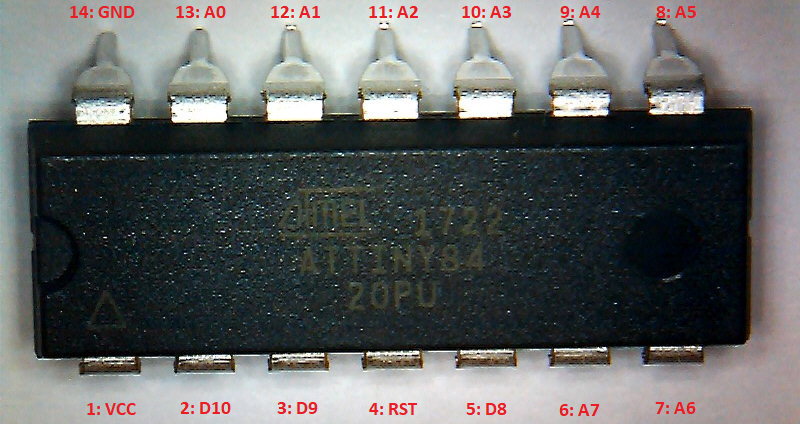 14: GND 13: A0 12: A1 11: A2 10: A3 9: A4 8: A5
Atmel 1722
ATTINY84
20PU
1: VCC 2: D10 3: D9 4: RST 5: D8 6: A7 7: A6